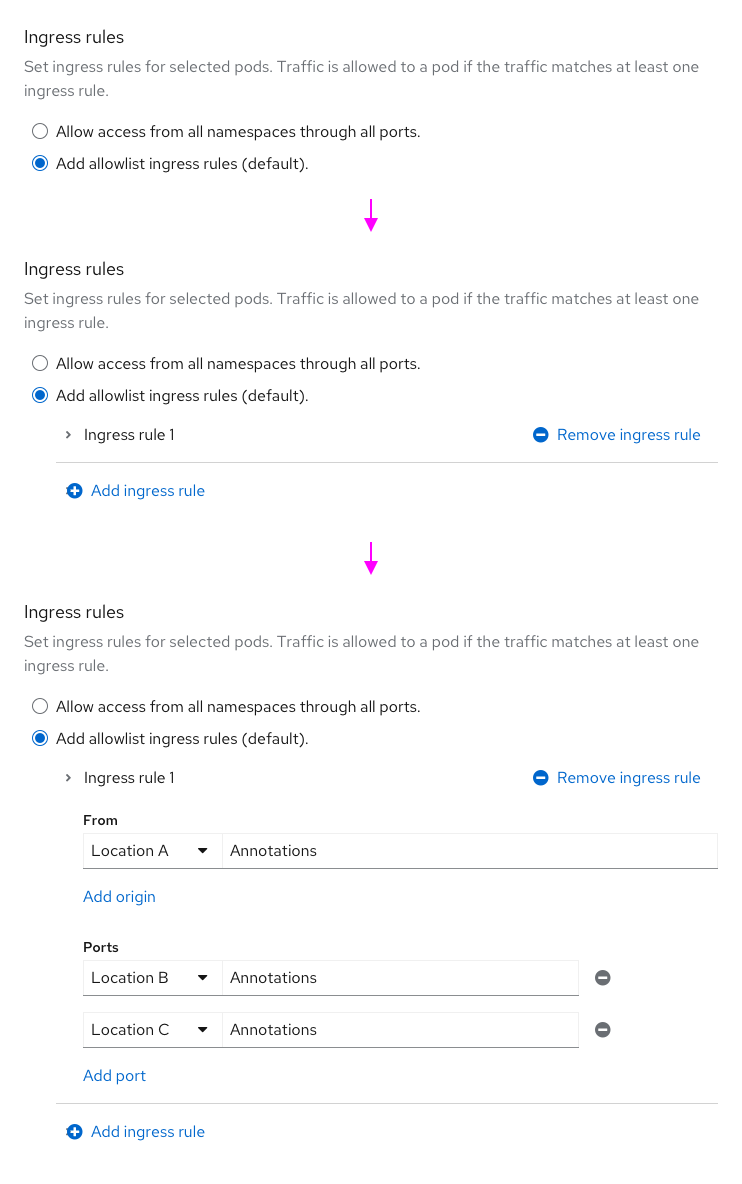 Ingress rules
Set ingress rules for selected pods. Traffic is allowed to a pod if the traffic matches at least one
ingress rule.
Allow access from all namespaces through all ports.
Add allowlist ingress rules (default).
Ingress rules
Set ingress rules for selected pods. Traffic is allowed to a pod if the traffic matches at least one
ingress rule.
Allow access from all namespaces through all ports.
Add allowlist ingress rules (default).
Ingress rule 1 Remove ingress rule
Add ingress rule
Ingress rules
Set ingress rules for selected pods. Traffic is allowed to a pod if the traffic matches at least one
ingress rule.
Allow access from all namespaces through all ports.
Add allowlist ingress rules (default).
Ingress rule 1 Remove ingress rule
From
Location A Annotations
Add origin
Ports
Location B Annotations
Location C Annotations
Add port
Add ingress rule